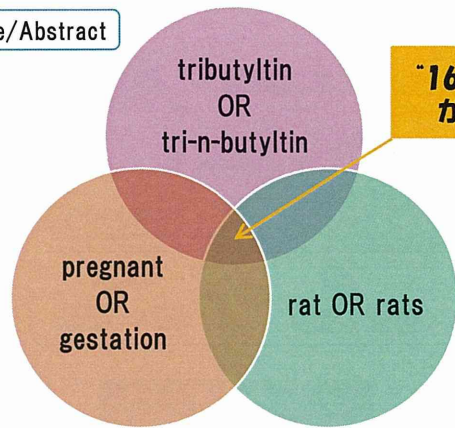 e/Abstract
tributyltin
OR
tri-n-butyltin
"16
カ
pregnant
OR
gestation
rat OR rats